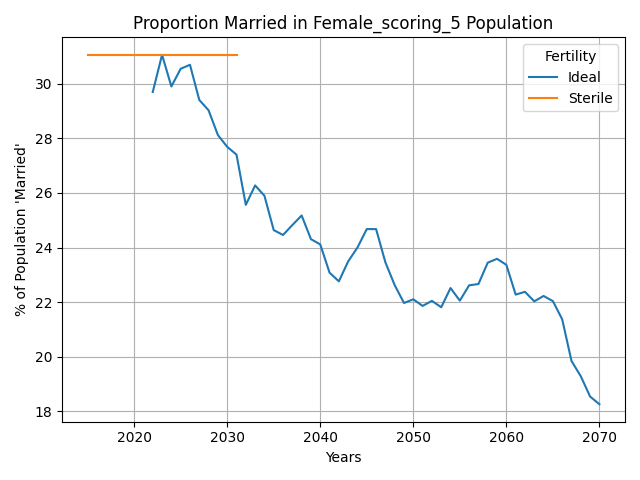 Proportion Married in Female_scoring_5 Population
Fertility
Ideal
Sterile
% of Population 'Married'
30
28
26
24
22
20
18
2020
2030
2040
2050
2060
2070
Years